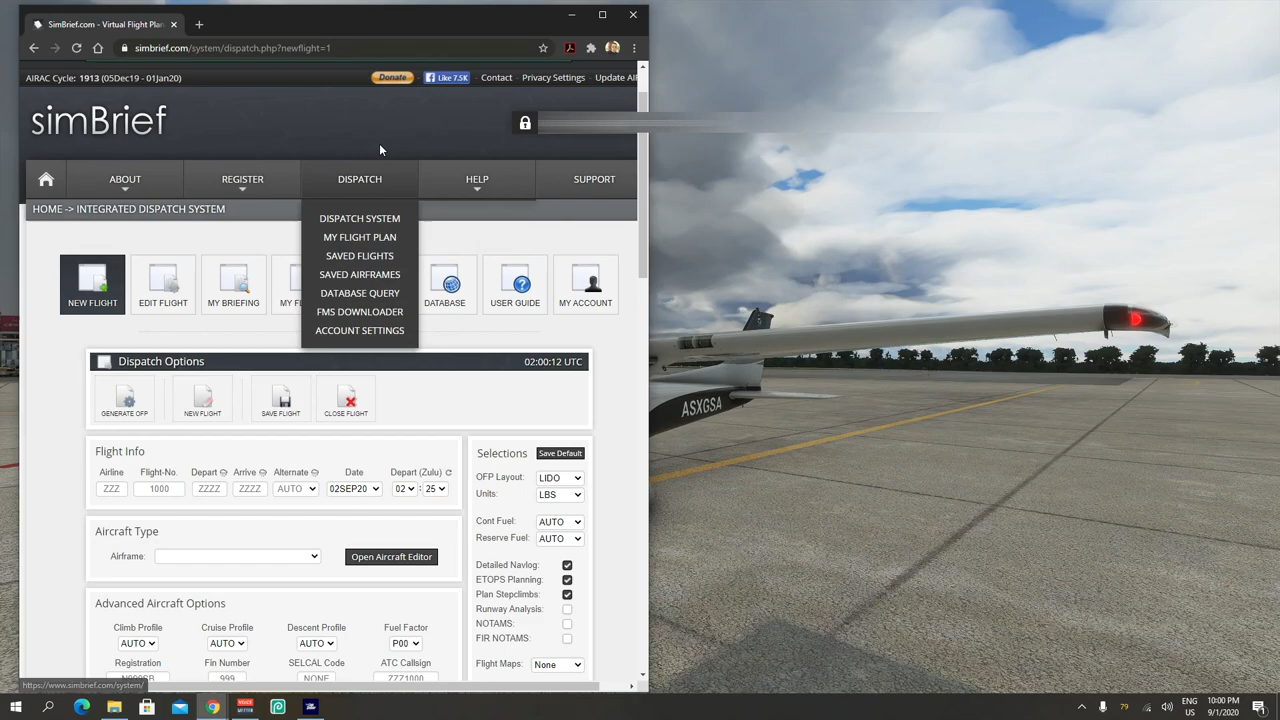 SimBrief.com - Virtual Flight Plan
simbrief.com/system/dispatch.php?newflight=1
AIRAC Cycle: 1913 (05Dec19 - 01Jan20)
Donate
Like 7.5K
Contact
Privacy Settings
Update AI
simBrief
ABOUT
REGISTER
DISPATCH
HELP
SUPPORT
HOME -> INTEGRATED DISPATCH SYSTEM
DISPATCH SYSTEM
MY FLIGHT PLAN
SAVED FLIGHTS
SAVED AIRFRAMES
DATABASE QUERY
FMS DOWNLOADER
ACCOUNT SETTINGS
NEW FLIGHT
EDIT FLIGHT
MY BRIEFING
MY FL
DATABASE
USER GUIDE
MY ACCOUNT
Dispatch Options
02:00:12 UTC
GENERATE OFP
NEW FLIGHT
SAVE FLIGHT
CLOSE FLIGHT
Flight Info
Airline Flight-No. Depart Arrive Alternate Date Depart (Zulu)
ZZZ 1000 ZZZZ ZZZZ AUTO 02SEP20 02 : 25
Aircraft Type
Airframe:
Open Aircraft Editor
Advanced Aircraft Options
Climb Profile Cruise Profile Descent Profile Fuel Factor
AUTO AUTO AUTO P00
Registration Fin Number SELCAL Code ATC Callsign
N999SB 999 NONE ZZZ1000
Selections
Save Default
OFP Layout: LIDO
Units: LBS
Cont Fuel: AUTO
Reserve Fuel: AUTO
Detailed Navlog:
ETOPS Planning:
Plan Stepclimbs:
Runway Analysis:
NOTAMS:
FIR NOTAMS:
Flight Maps: None
https://www.simbrief.com/system/
ASXGSA
79
ENG
US
10:00 PM
9/1/2020